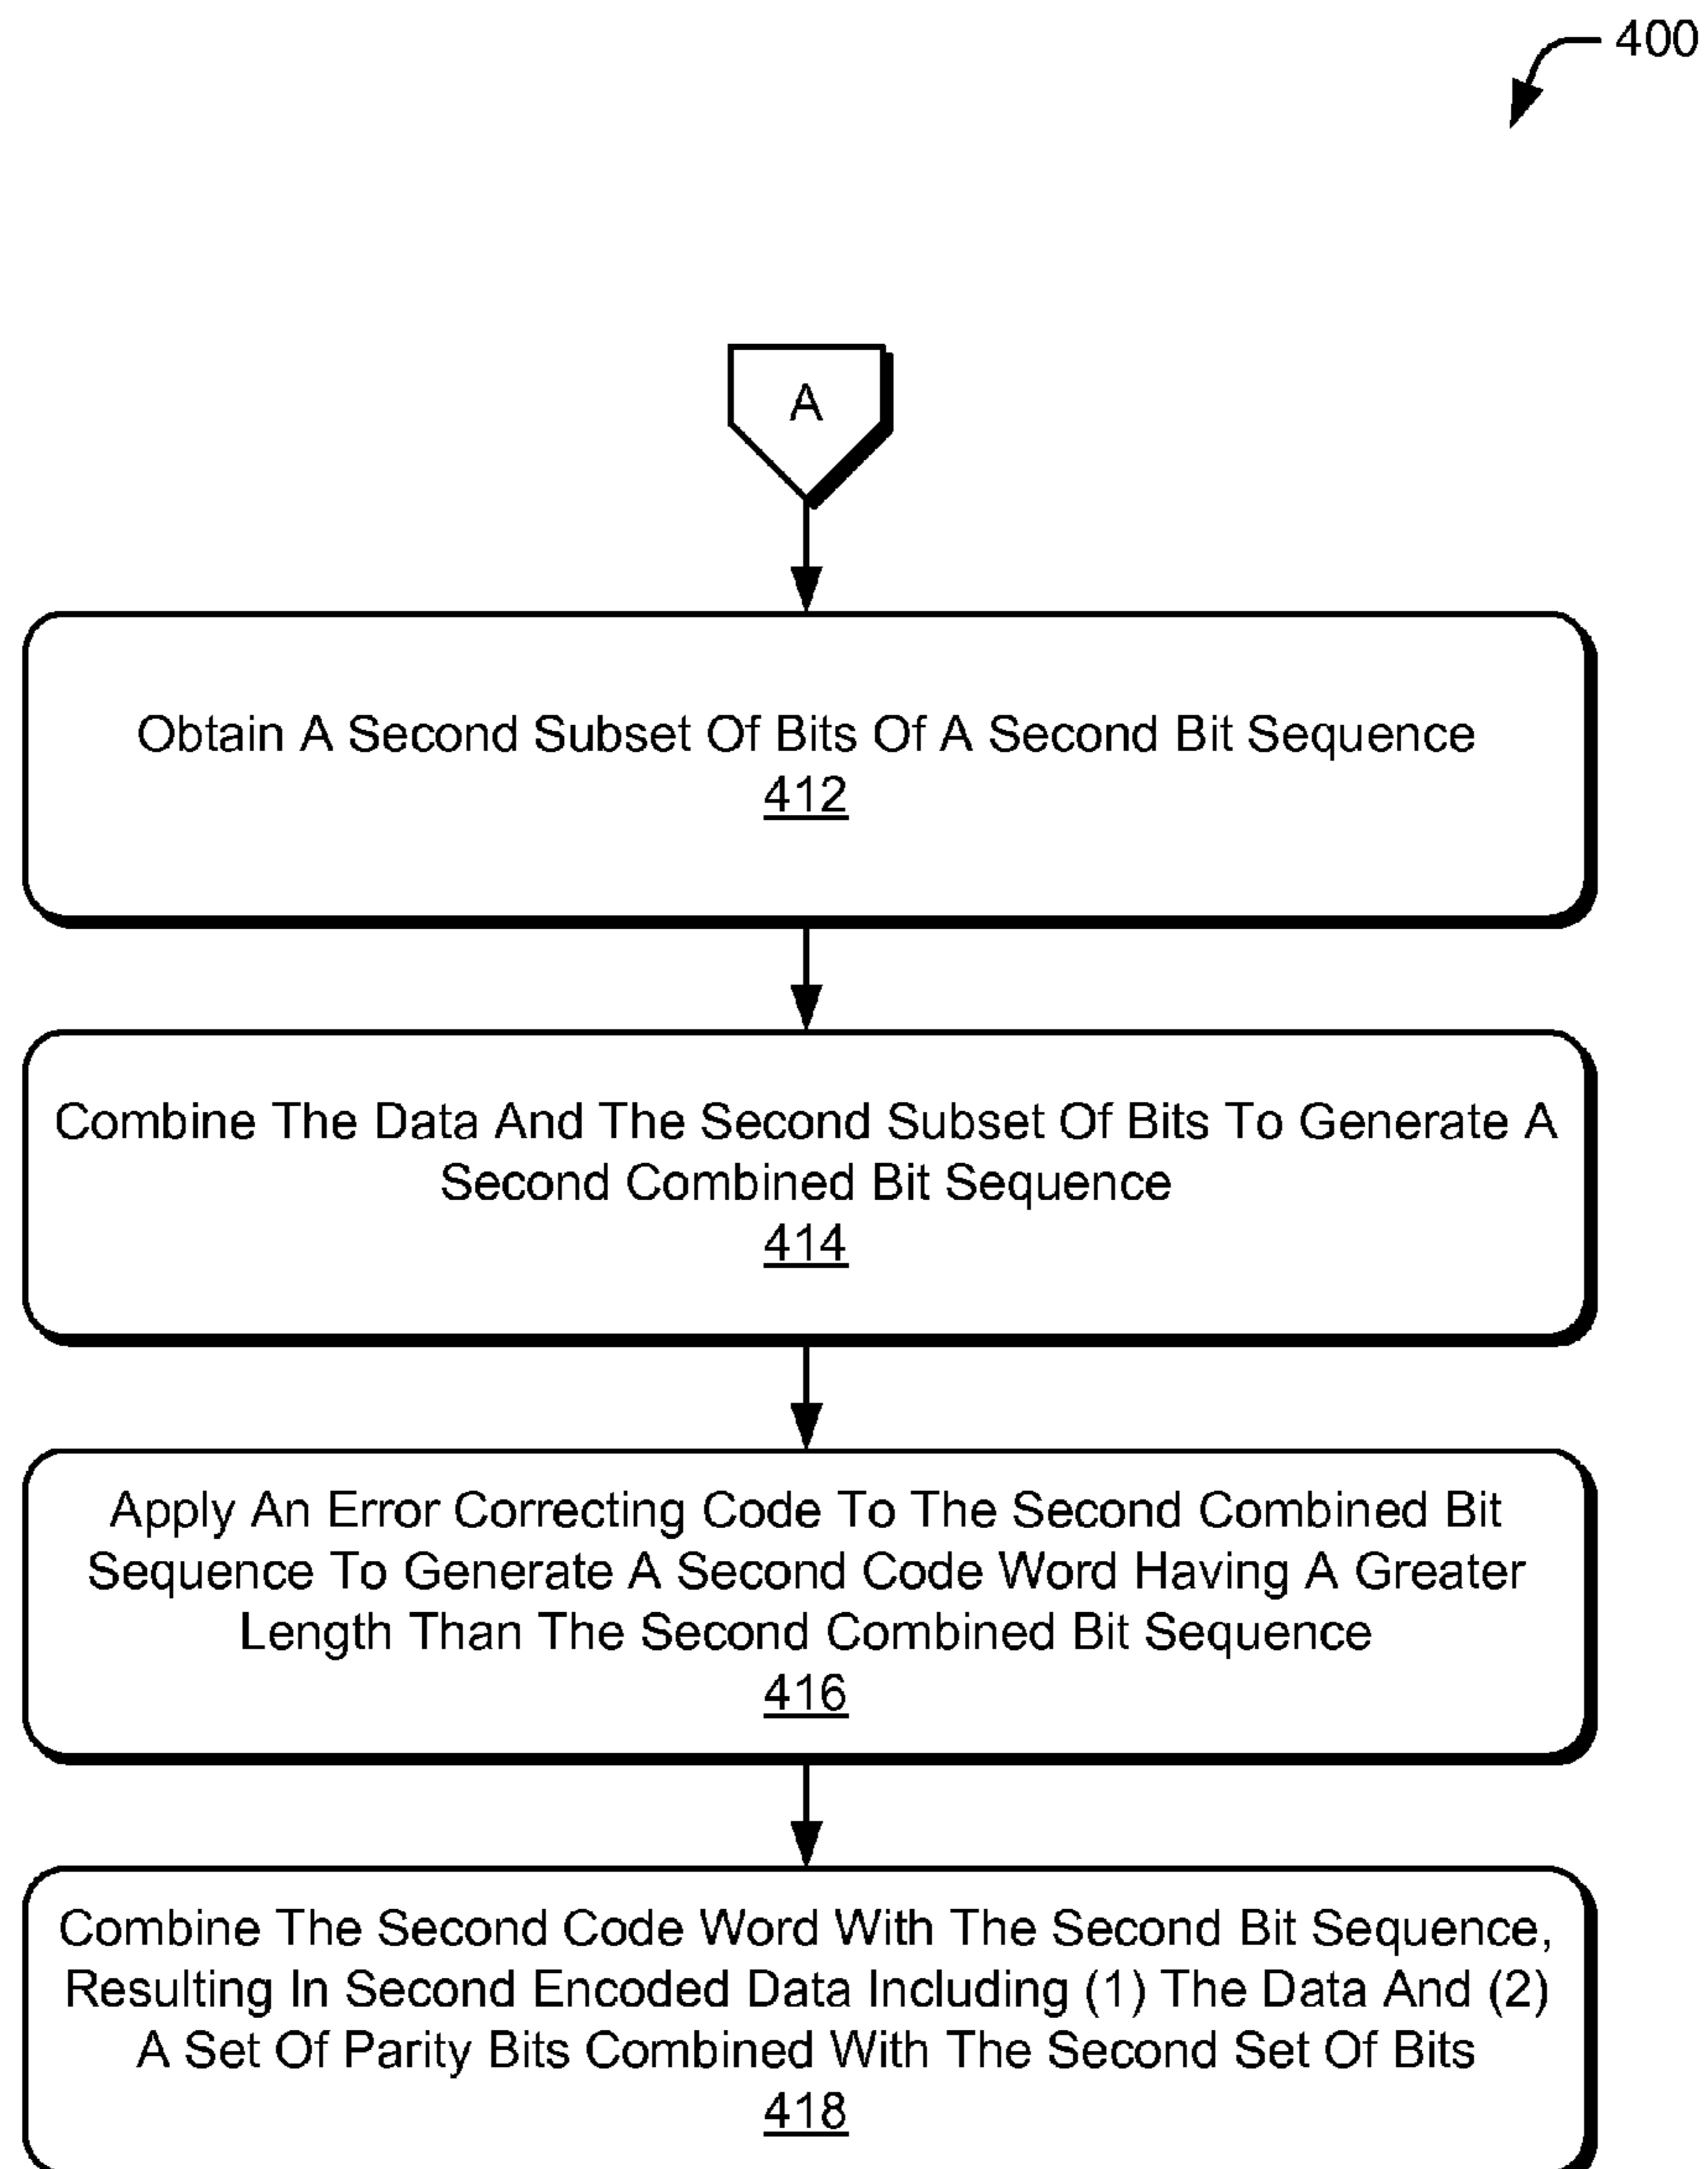 400
A
Obtain A Second Subset Of Bits Of A Second Bit Sequence
412
Combine The Data And The Second Subset Of Bits To Generate A
Second Combined Bit Sequence
414
Apply An Error Correcting Code To The Second Combined Bit
Sequence To Generate A Second Code Word Having A Greater
Length Than The Second Combined Bit Sequence
416
Combine The Second Code Word With The Second Bit Sequence,
Resulting In Second Encoded Data Including (1) The Data And (2)
A Set Of Parity Bits Combined With The Second Set Of Bits
418